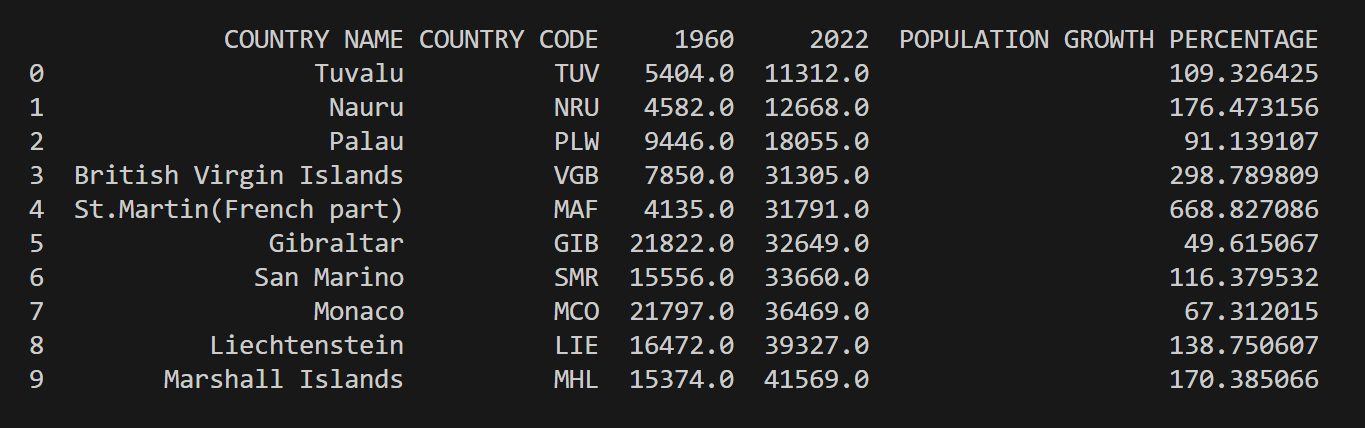 COUNTRY NAME COUNTRY CODE 1960 2022 POPULATION GROWTH PERCENTAGE
0 Tuvalu TUV 5404.0 11312.0 109.326425
1 Nauru NRU 4582.0 12668.0 176.473156
2 Palau PLW 9446.0 18055.0 91.139107
3 British Virgin Islands VGB 7850.0 31305.0 298.789809
4 St.Martin(French part) MAF 4135.0 31791.0 668.827086
5 Gibraltar GIB 21822.0 32649.0 49.615067
6 San Marino SMR 15556.0 33660.0 116.379532
7 Monaco MCO 21797.0 36469.0 67.312015
8 Liechtenstein LIE 16472.0 39327.0 138.750607
9 Marshall Islands MHL 15374.0 41569.0 170.385066